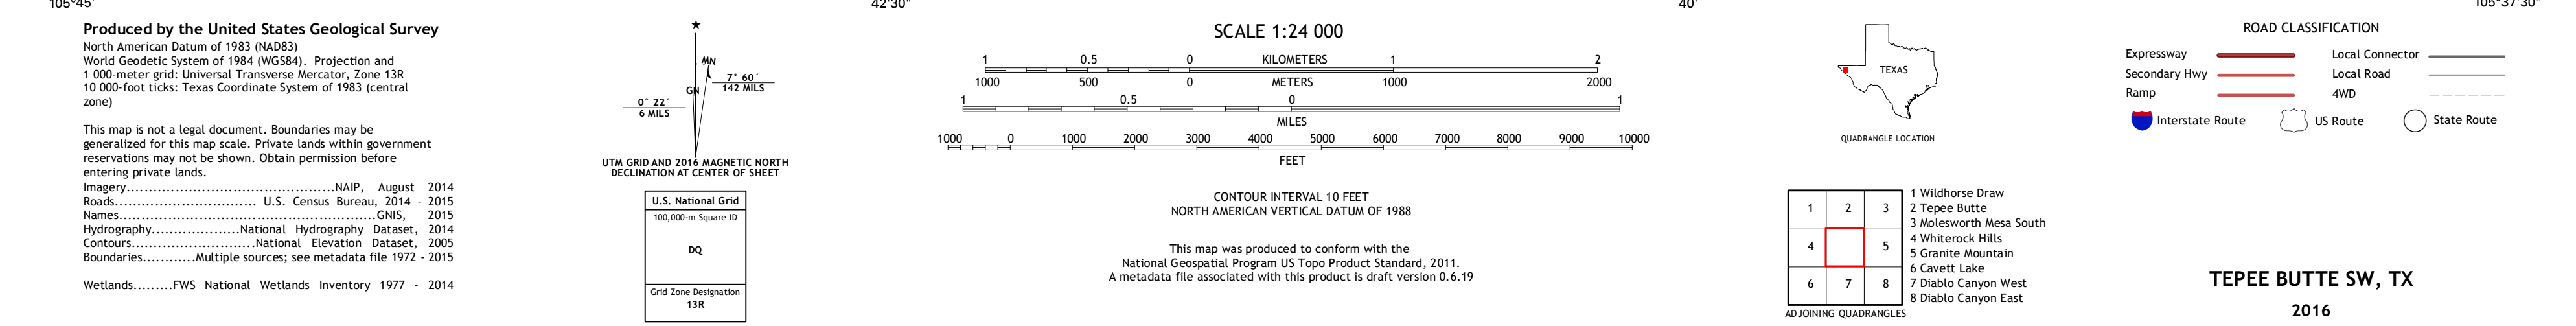 105°45'
42'30"
40'
105°37'30"
Produced by the United States Geological Survey
North American Datum of 1983 (NAD83)
World Geodetic System of 1984 (WGS84). Projection and
1 000-meter grid: Universal Transverse Mercator, Zone 13R
10 000-foot ticks: Texas Coordinate System of 1983 (central
zone)
This map is not a legal document. Boundaries may be
generalized for this map scale. Private lands within government
reservations may not be shown. Obtain permission before
entering private lands.
Imagery..........................................NAIP, August 2014
Roads.............................. U.S. Census Bureau, 2014 - 2015
Names.....................................................GNIS, 2015
Hydrography..................National Hydrography Dataset, 2014
Contours..........................National Elevation Dataset, 2005
Boundaries...........Multiple sources; see metadata file 1972 - 2015
Wetlands.........FWS National Wetlands Inventory 1977 - 2014
MN
GN
7° 60´
142 MILS
0° 22´
6 MILS
UTM GRID AND 2016 MAGNETIC NORTH
DECLINATION AT CENTER OF SHEET
U.S. National Grid
100,000-m Square ID
DQ
Grid Zone Designation
13R
SCALE 1:24 000
1 0.5 0 KILOMETERS 1 2
1000 500 0 METERS 1000 2000
1 0.5 0 1
MILES
1000 0 1000 2000 3000 4000 5000 6000 7000 8000 9000 10000
FEET
CONTOUR INTERVAL 10 FEET
NORTH AMERICAN VERTICAL DATUM OF 1988
This map was produced to conform with the
National Geospatial Program US Topo Product Standard, 2011.
A metadata file associated with this product is draft version 0.6.19
TEXAS
QUADRANGLE LOCATION
1 2 3
4 5
6 7 8
ADJOINING QUADRANGLES
1 Wildhorse Draw
2 Tepee Butte
3 Molesworth Mesa South
4 Whiterock Hills
5 Granite Mountain
6 Cavett Lake
7 Diablo Canyon West
8 Diablo Canyon East
ROAD CLASSIFICATION
Expressway Local Connector
Secondary Hwy Local Road
Ramp 4WD
Interstate Route US Route State Route
TEPEE BUTTE SW, TX
2016